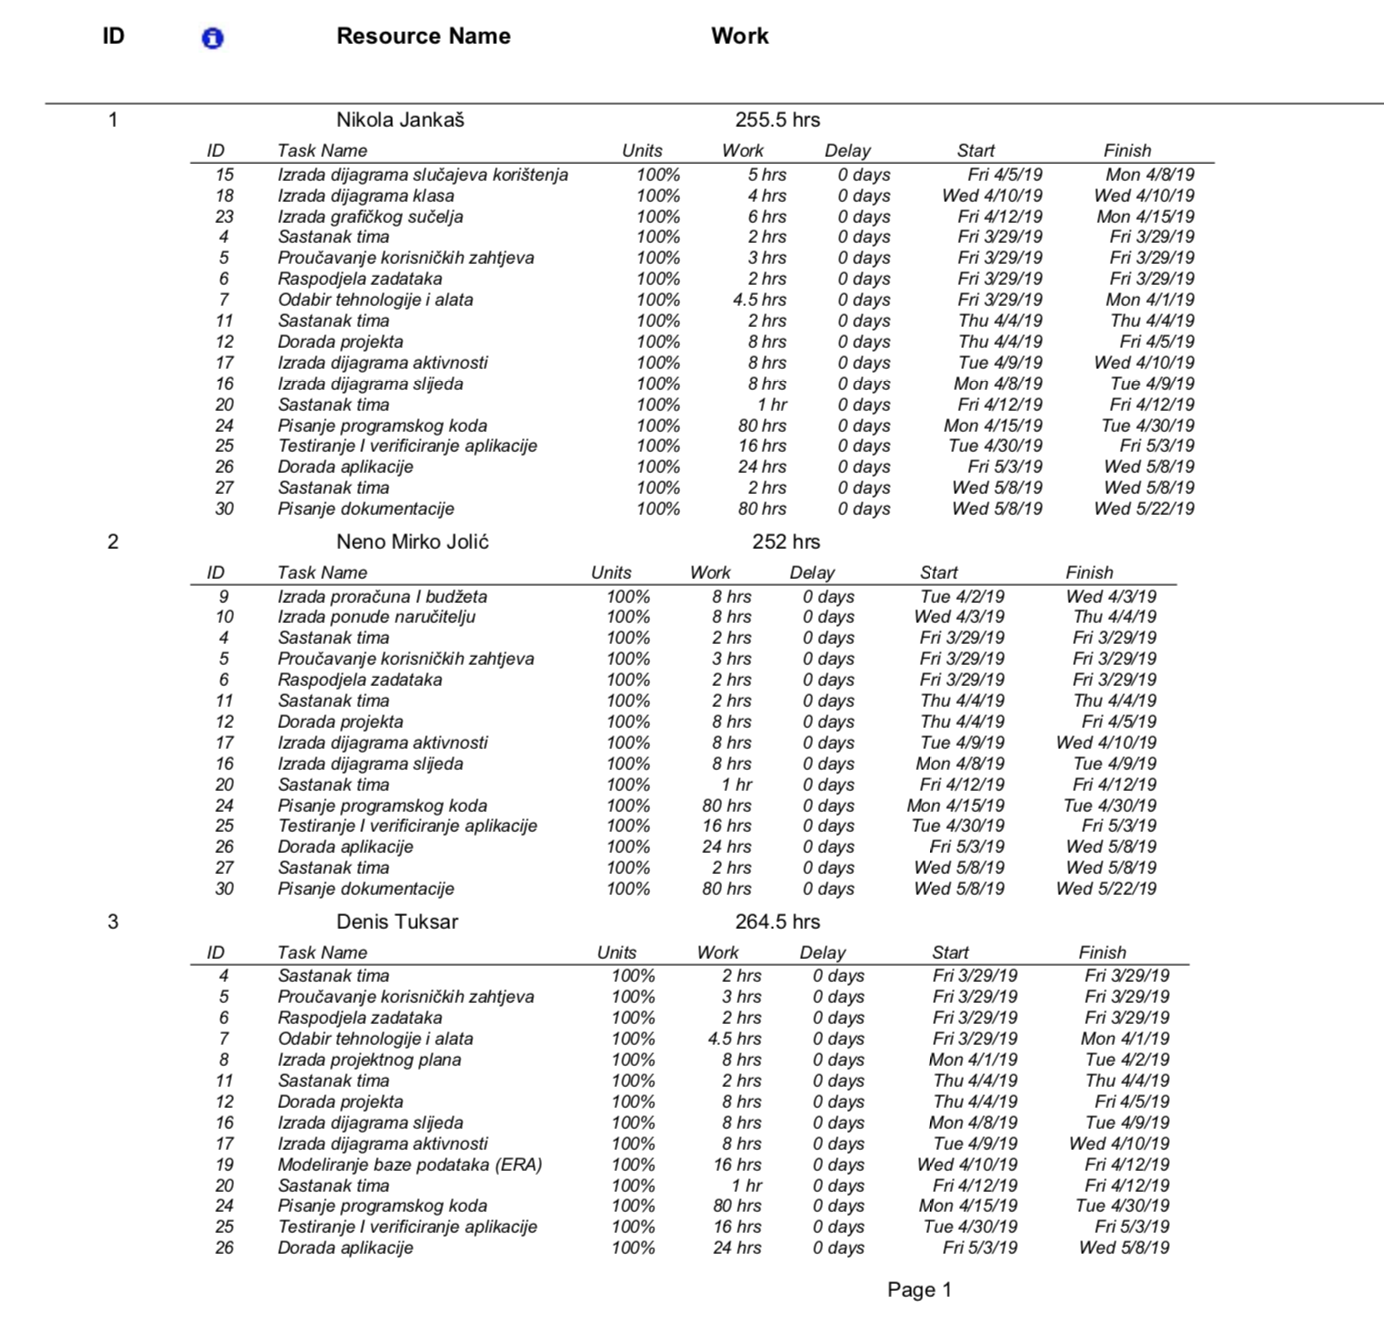 ID Resource Name Work
1 Nikola Jankaš 255.5 hrs
ID Task Name Units Work Delay Start Finish
15 Izrada dijagrama slučajeva korištenja 100% 5 hrs 0 days Fri 4/5/19 Mon 4/8/19
18 Izrada dijagrama klasa 100% 4 hrs 0 days Wed 4/10/19 Wed 4/10/19
23 Izrada grafičkog sučelja 100% 6 hrs 0 days Fri 4/12/19 Mon 4/15/19
4 Sastanak tima 100% 2 hrs 0 days Fri 3/29/19 Fri 3/29/19
5 Proučavanje korisničkih zahtjeva 100% 3 hrs 0 days Fri 3/29/19 Fri 3/29/19
6 Raspodjela zadataka 100% 2 hrs 0 days Fri 3/29/19 Fri 3/29/19
7 Odabir tehnologije i alata 100% 4.5 hrs 0 days Fri 3/29/19 Mon 4/1/19
11 Sastanak tima 100% 2 hrs 0 days Thu 4/4/19 Thu 4/4/19
12 Dorada projekta 100% 8 hrs 0 days Thu 4/4/19 Fri 4/5/19
17 Izrada dijagrama aktivnosti 100% 8 hrs 0 days Tue 4/9/19 Wed 4/10/19
16 Izrada dijagrama slijeda 100% 8 hrs 0 days Mon 4/8/19 Tue 4/9/19
20 Sastanak tima 100% 1 hr 0 days Fri 4/12/19 Fri 4/12/19
24 Pisanje programskog koda 100% 80 hrs 0 days Mon 4/15/19 Tue 4/30/19
25 Testiranje I verificiranje aplikacije 100% 16 hrs 0 days Tue 4/30/19 Fri 5/3/19
26 Dorada aplikacije 100% 24 hrs 0 days Fri 5/3/19 Wed 5/8/19
27 Sastanak tima 100% 2 hrs 0 days Wed 5/8/19 Wed 5/8/19
30 Pisanje dokumentacije 100% 80 hrs 0 days Wed 5/8/19 Wed 5/22/19
2 Neno Mirko Jolić 252 hrs
ID Task Name Units Work Delay Start Finish
9 Izrada proračuna I budžeta 100% 8 hrs 0 days Tue 4/2/19 Wed 4/3/19
10 Izrada ponude naručitelju 100% 8 hrs 0 days Wed 4/3/19 Thu 4/4/19
4 Sastanak tima 100% 2 hrs 0 days Fri 3/29/19 Fri 3/29/19
5 Proučavanje korisničkih zahtjeva 100% 3 hrs 0 days Fri 3/29/19 Fri 3/29/19
6 Raspodjela zadataka 100% 2 hrs 0 days Fri 3/29/19 Fri 3/29/19
11 Sastanak tima 100% 2 hrs 0 days Thu 4/4/19 Thu 4/4/19
12 Dorada projekta 100% 8 hrs 0 days Thu 4/4/19 Fri 4/5/19
17 Izrada dijagrama aktivnosti 100% 8 hrs 0 days Tue 4/9/19 Wed 4/10/19
16 Izrada dijagrama slijeda 100% 8 hrs 0 days Mon 4/8/19 Tue 4/9/19
20 Sastanak tima 100% 1 hr 0 days Fri 4/12/19 Fri 4/12/19
24 Pisanje programskog koda 100% 80 hrs 0 days Mon 4/15/19 Tue 4/30/19
25 Testiranje I verificiranje aplikacije 100% 16 hrs 0 days Tue 4/30/19 Fri 5/3/19
26 Dorada aplikacije 100% 24 hrs 0 days Fri 5/3/19 Wed 5/8/19
27 Sastanak tima 100% 2 hrs 0 days Wed 5/8/19 Wed 5/8/19
30 Pisanje dokumentacije 100% 80 hrs 0 days Wed 5/8/19 Wed 5/22/19
3 Denis Tuksar 264.5 hrs
ID Task Name Units Work Delay Start Finish
4 Sastanak tima 100% 2 hrs 0 days Fri 3/29/19 Fri 3/29/19
5 Proučavanje korisničkih zahtjeva 100% 3 hrs 0 days Fri 3/29/19 Fri 3/29/19
6 Raspodjela zadataka 100% 2 hrs 0 days Fri 3/29/19 Fri 3/29/19
7 Odabir tehnologije i alata 100% 4.5 hrs 0 days Fri 3/29/19 Mon 4/1/19
8 Izrada projektnog plana 100% 8 hrs 0 days Mon 4/1/19 Tue 4/2/19
11 Sastanak tima 100% 2 hrs 0 days Thu 4/4/19 Thu 4/4/19
12 Dorada projekta 100% 8 hrs 0 days Thu 4/4/19 Fri 4/5/19
16 Izrada dijagrama slijeda 100% 8 hrs 0 days Mon 4/8/19 Tue 4/9/19
17 Izrada dijagrama aktivnosti 100% 8 hrs 0 days Tue 4/9/19 Wed 4/10/19
19 Modeliranje baze podataka (ERA) 100% 16 hrs 0 days Wed 4/10/19 Fri 4/12/19
20 Sastanak tima 100% 1 hr 0 days Fri 4/12/19 Fri 4/12/19
24 Pisanje programskog koda 100% 80 hrs 0 days Mon 4/15/19 Tue 4/30/19
25 Testiranje I verificiranje aplikacije 100% 16 hrs 0 days Tue 4/30/19 Fri 5/3/19
26 Dorada aplikacije 100% 24 hrs 0 days Fri 5/3/19 Wed 5/8/19
Page 1